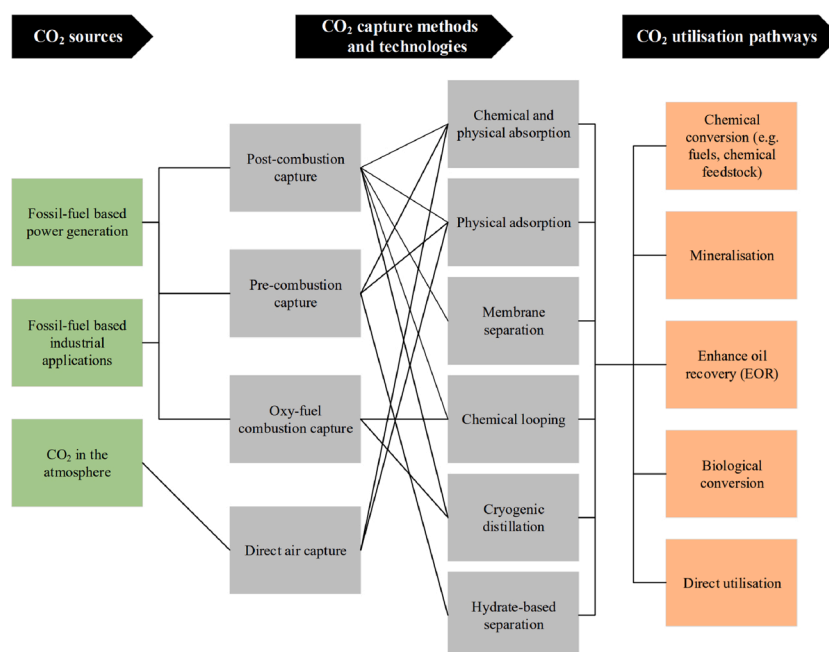 CO₂ sources
CO₂ capture methods
and technologies
CO₂ utilisation pathways
Fossil-fuel based
power generation
Fossil-fuel based
industrial applications
CO₂ in the
atmosphere
Post-combustion
capture
Pre-combustion
capture
Oxy-fuel
combustion capture
Direct air capture
Chemical and
physical absorption
Physical adsorption
Membrane
separation
Chemical looping
Cryogenic
distillation
Hydrate-based
separation
Chemical
conversion (e.g.
fuels, chemical
feedstock)
Mineralisation
Enhance oil
recovery (EOR)
Biological
conversion
Direct utilisation